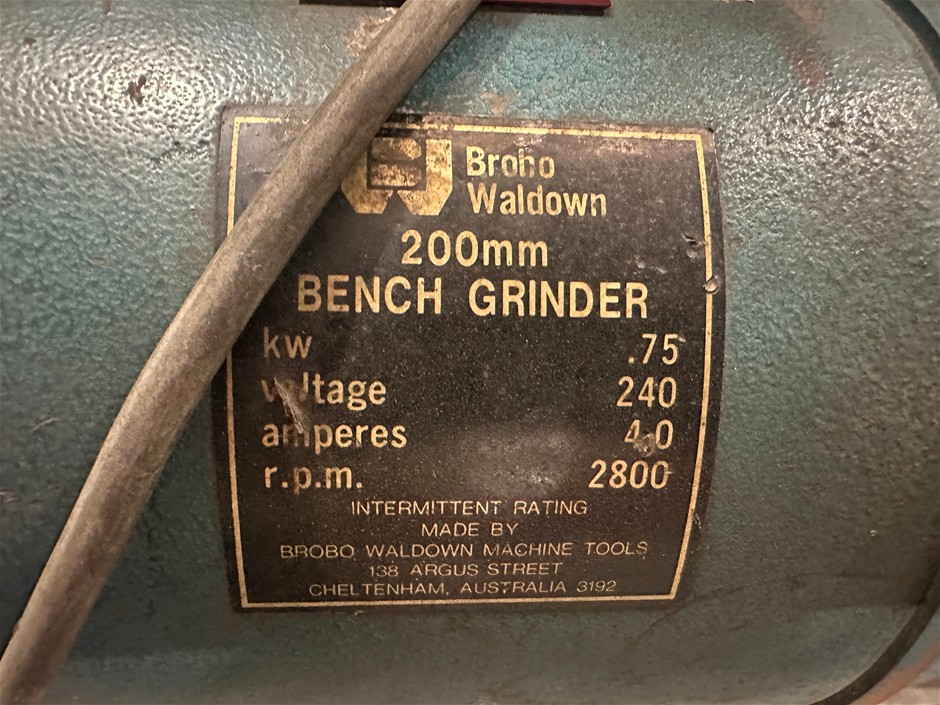 Brobo
Waldown
200mm
BENCH GRINDER
kw .75
voltage 240
amperes 4.0
r.p.m. 2800
INTERMITTENT RATING
MADE BY
BROBO WALDOWN MACHINE TOOLS
138 ARGUS STREET
CHELTENHAM, AUSTRALIA 3192